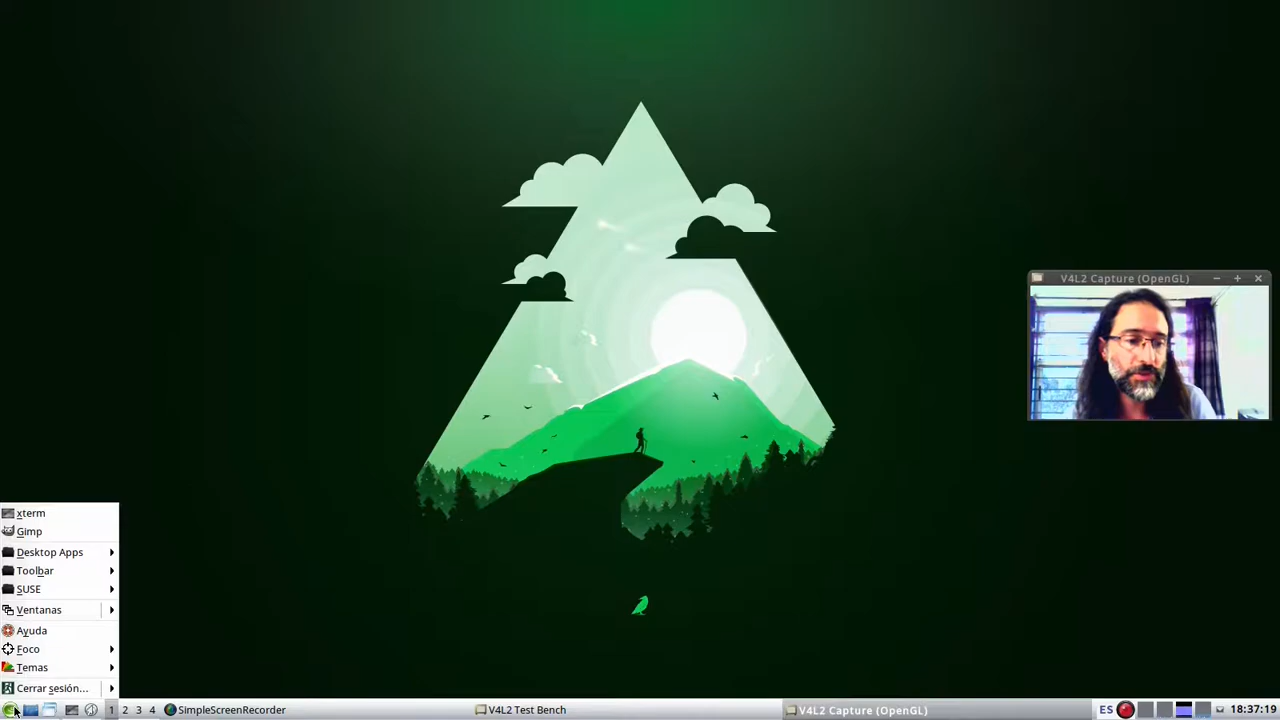 V4L2 Capture (OpenGL)
xterm
Gimp
Desktop Apps
Toolbar
SUSE
Ventanas
Ayuda
Foco
Temas
Cerrar sesión...
1 2 3 4 SimpleScreenRecorder V4L2 Test Bench V4L2 Capture (OpenGL) ES 18:37:19